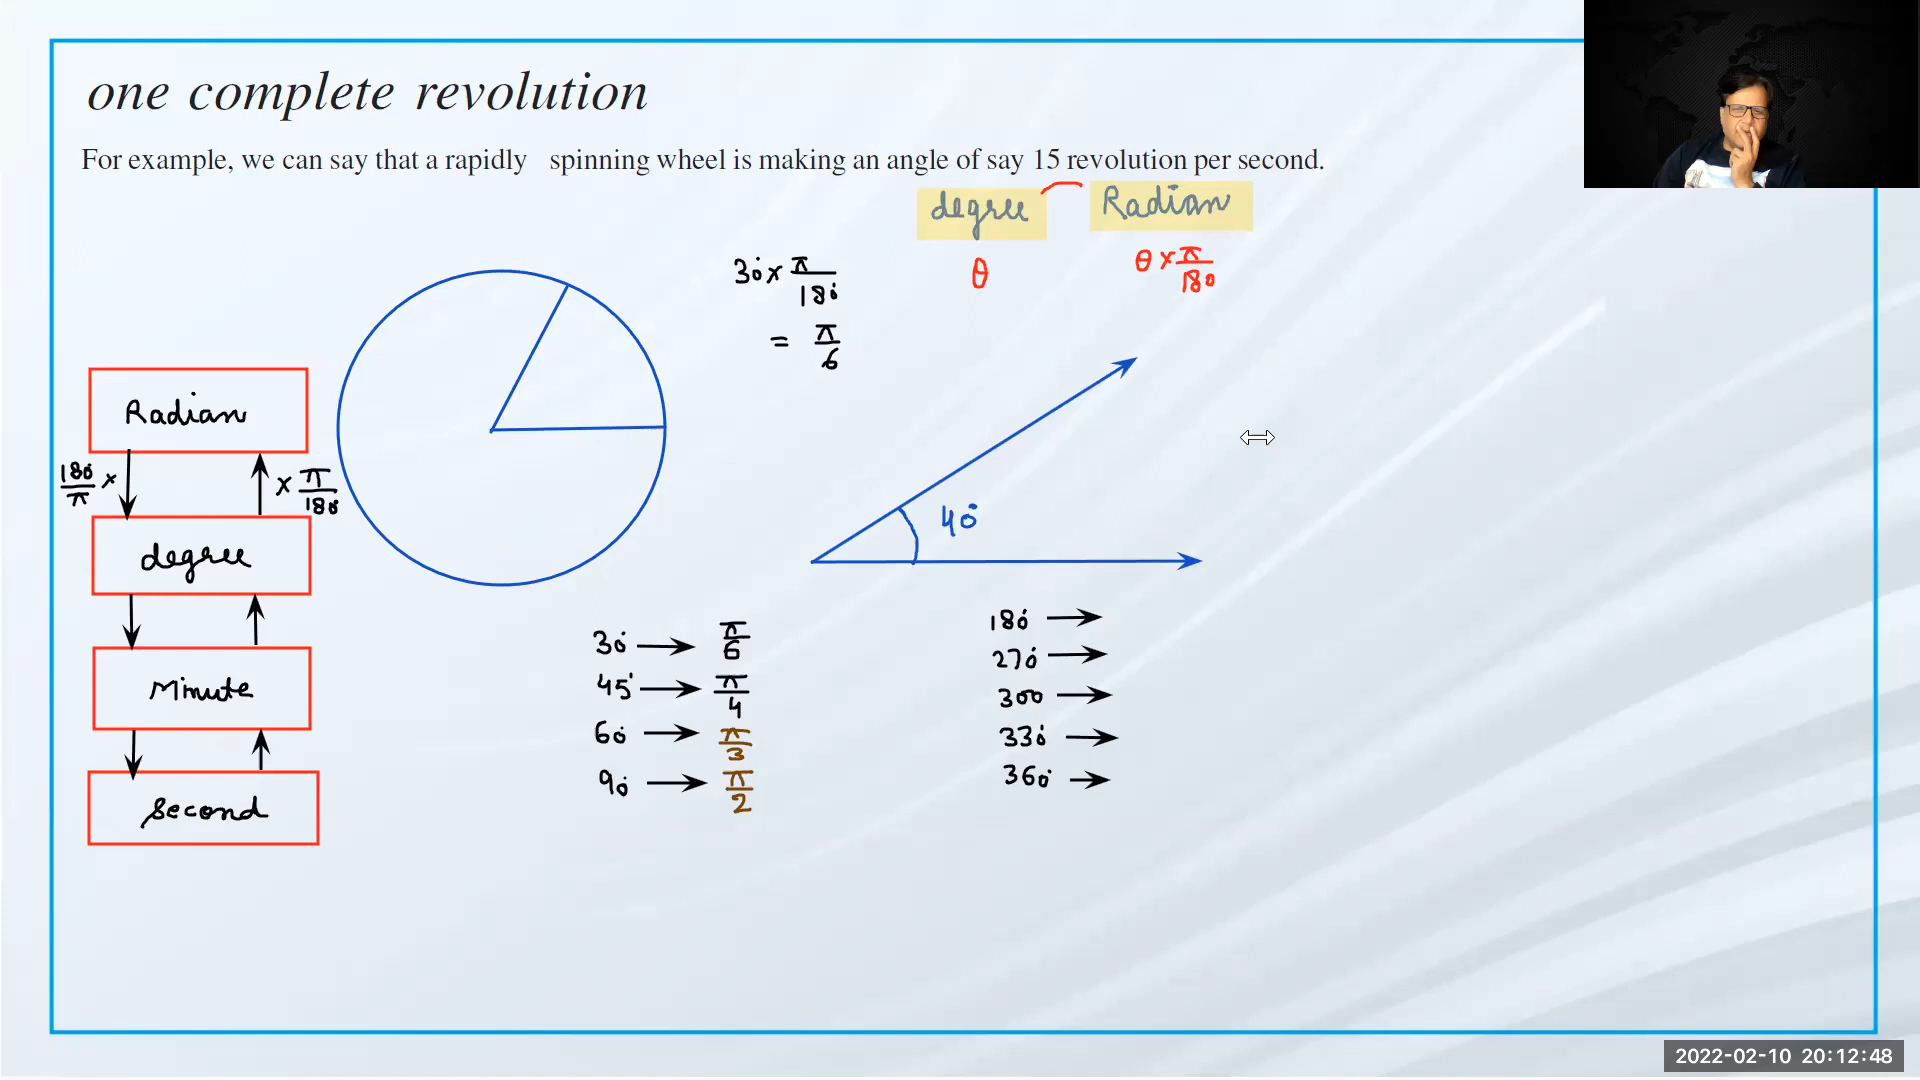 one complete revolution
For example, we can say that a rapidly spinning wheel is making an angle of say 15 revolution per second.
degree Radian
θ θ × π/180
30° × π/180°
= π/6
Radian
180°/π × × π/180°
degree
Minute
Second
40°
30° → π/6
45° → π/4
60° → π/3
90° → π/2
180° →
270° →
300 →
330° →
360° →
2022-02-10 20:12:48